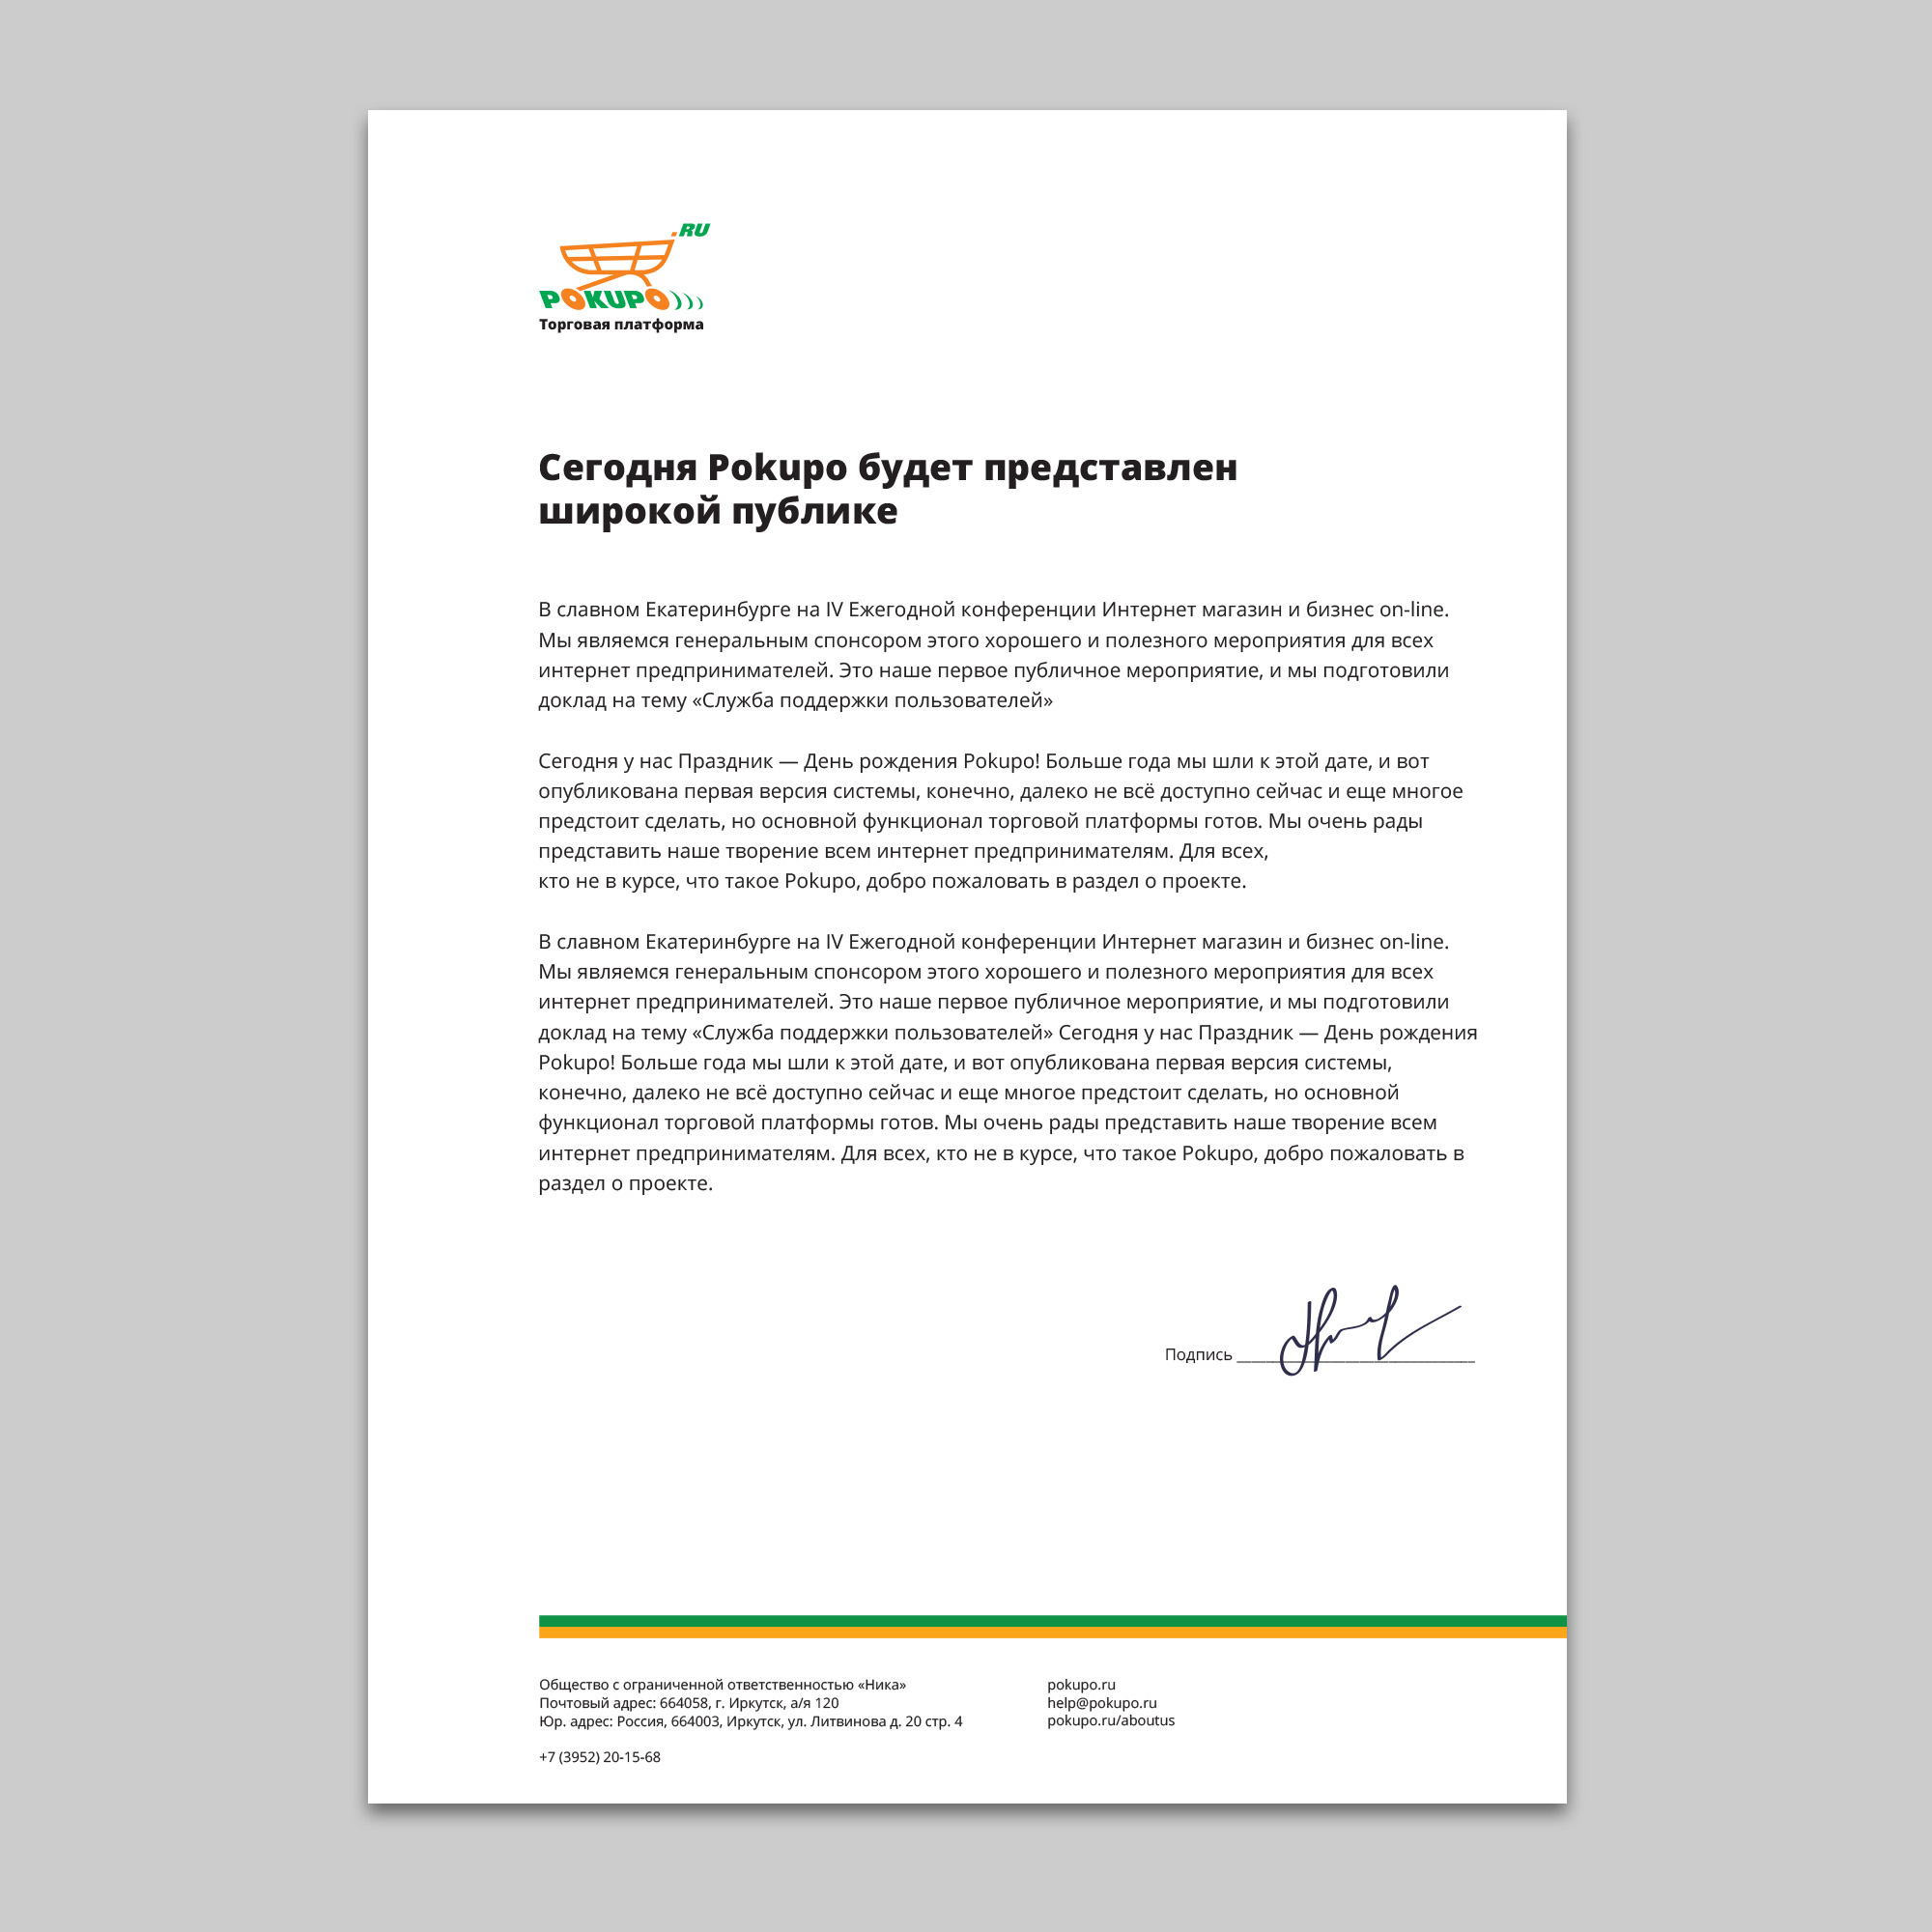 .RU
POKUPO
Торговая платформа
Сегодня Pokupo будет представлен
широкой публике
В славном Екатеринбурге на IV Ежегодной конференции Интернет магазин и бизнес on-line.
Мы являемся генеральным спонсором этого хорошего и полезного мероприятия для всех
интернет предпринимателей. Это наше первое публичное мероприятие, и мы подготовили
доклад на тему «Служба поддержки пользователей»
Сегодня у нас Праздник — День рождения Pokupo! Больше года мы шли к этой дате, и вот
опубликована первая версия системы, конечно, далеко не всё доступно сейчас и еще многое
предстоит сделать, но основной функционал торговой платформы готов. Мы очень рады
представить наше творение всем интернет предпринимателям. Для всех,
кто не в курсе, что такое Pokupo, добро пожаловать в раздел о проекте.
В славном Екатеринбурге на IV Ежегодной конференции Интернет магазин и бизнес on-line.
Мы являемся генеральным спонсором этого хорошего и полезного мероприятия для всех
интернет предпринимателей. Это наше первое публичное мероприятие, и мы подготовили
доклад на тему «Служба поддержки пользователей» Сегодня у нас Праздник — День рождения
Pokupo! Больше года мы шли к этой дате, и вот опубликована первая версия системы,
конечно, далеко не всё доступно сейчас и еще многое предстоит сделать, но основной
функционал торговой платформы готов. Мы очень рады представить наше творение всем
интернет предпринимателям. Для всех, кто не в курсе, что такое Pokupo, добро пожаловать в
раздел о проекте.
Подпись
Общество с ограниченной ответственностью «Ника»
Почтовый адрес: 664058, г. Иркутск, а/я 120
Юр. адрес: Россия, 664003, Иркутск, ул. Литвинова д. 20 стр. 4
+7 (3952) 20-15-68
pokupo.ru
help@pokupo.ru
pokupo.ru/aboutus